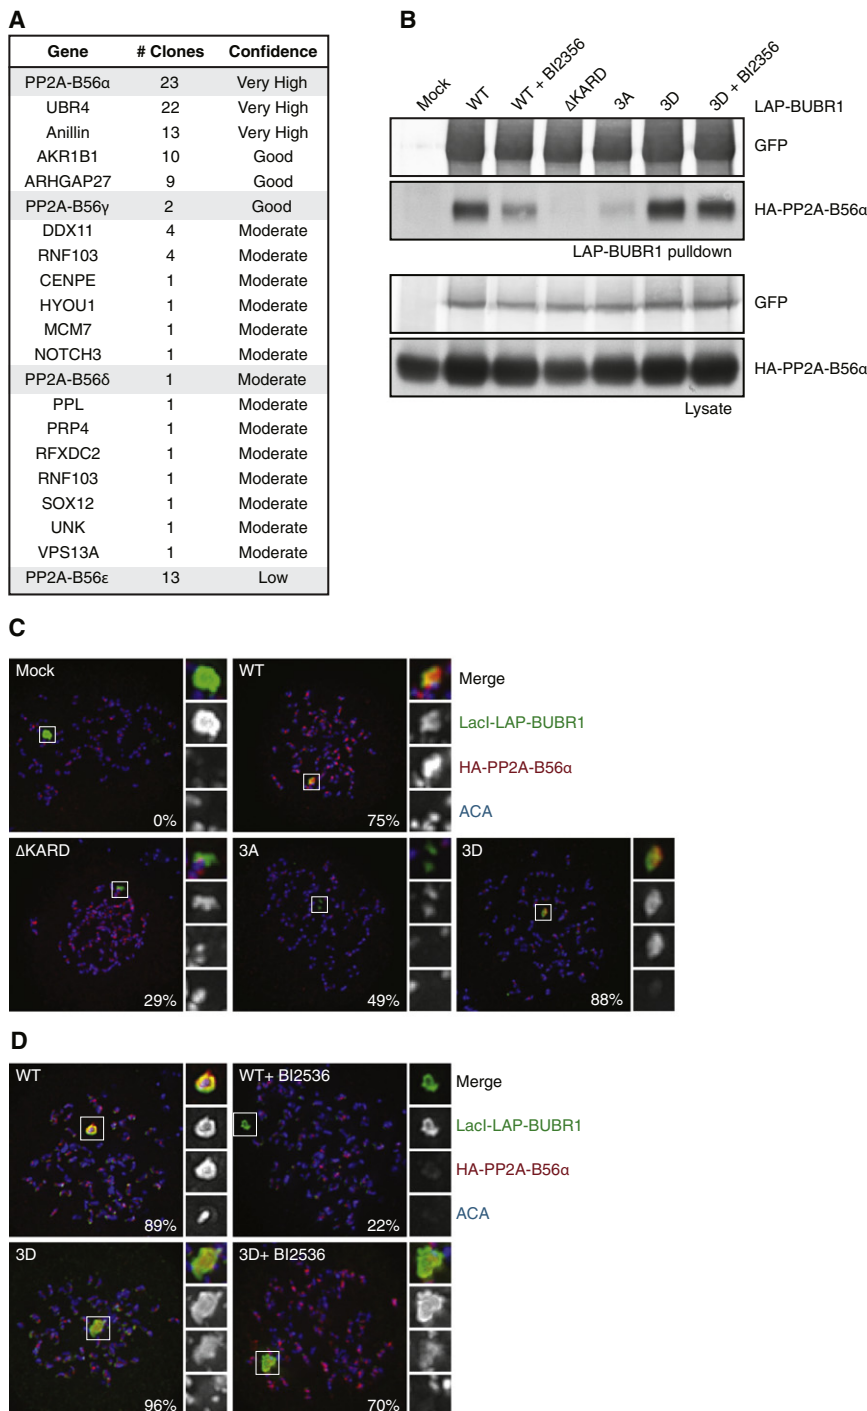 A
Gene # Clones Confidence
PP2A-B56α 23 Very High
UBR4 22 Very High
Anillin 13 Very High
AKR1B1 10 Good
ARHGAP27 9 Good
PP2A-B56γ 2 Good
DDX11 4 Moderate
RNF103 4 Moderate
CENPE 1 Moderate
HYOU1 1 Moderate
MCM7 1 Moderate
NOTCH3 1 Moderate
PP2A-B56δ 1 Moderate
PPL 1 Moderate
PRP4 1 Moderate
RFXDC2 1 Moderate
RNF103 1 Moderate
SOX12 1 Moderate
UNK 1 Moderate
VPS13A 1 Moderate
PP2A-B56ε 13 Low
B
Mock WT WT + BI2356 ΔKARD 3A 3D 3D + BI2356 LAP-BUBR1
GFP
HA-PP2A-B56α
LAP-BUBR1 pulldown
GFP
HA-PP2A-B56α
Lysate
C
Mock WT Merge
LacI-LAP-BUBR1
HA-PP2A-B56α
0% 75% ACA
ΔKARD 3A 3D
29% 49% 88%
D
WT WT+ BI2536 Merge
LacI-LAP-BUBR1
HA-PP2A-B56α
89% 22% ACA
3D 3D+ BI2536
96% 70%